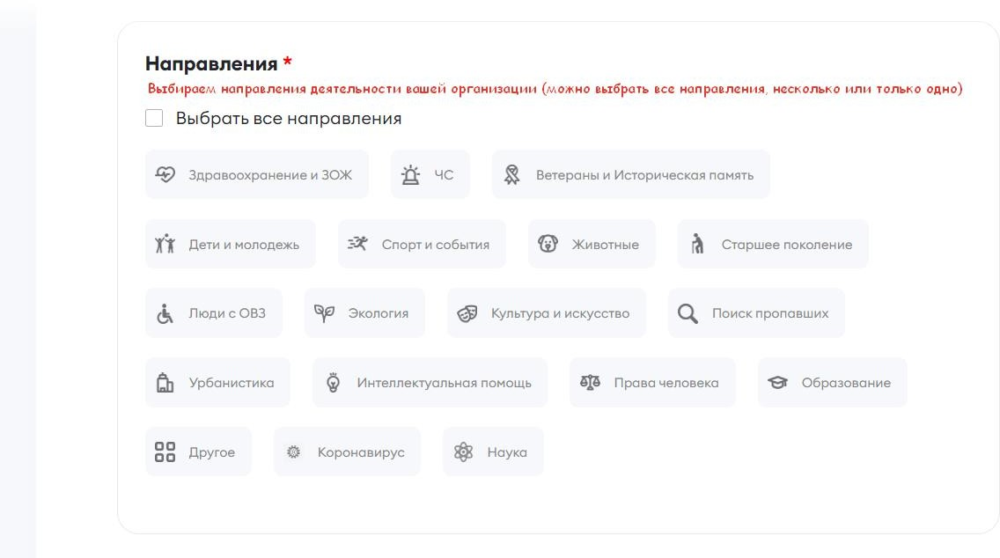 Направления *
Выбираем направления деятельности вашей организации (можно выбрать все направления, несколько или только одно)
Выбрать все направления
Здравоохранение и ЗОЖ ЧС Ветераны и Историческая память
Дети и молодежь Спорт и события Животные Старшее поколение
Люди с ОВЗ Экология Культура и искусство Поиск пропавших
Урбанистика Интеллектуальная помощь Права человека Образование
Другое Коронавирус Наука